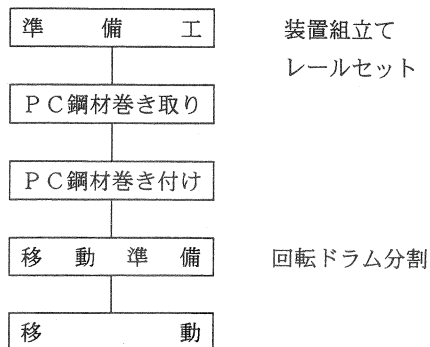 準備工
装置組立て
レールセット
PC鋼材巻き取り
PC鋼材巻き付け
移動準備
回転ドラム分割
移動